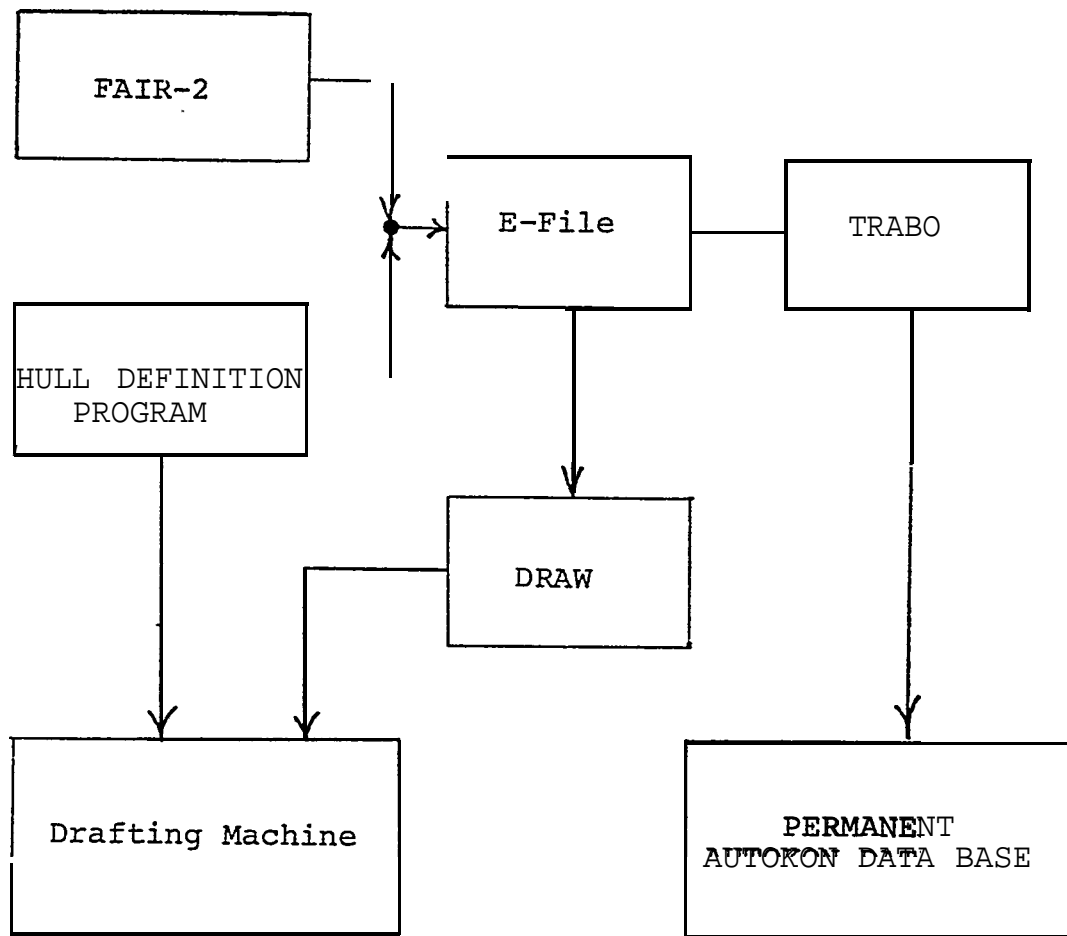 FAIR-2
E-File
TRABO
HULL DEFINITION
PROGRAM
DRAW
Drafting Machine
PERMANENT
AUTOKON DATA BASE